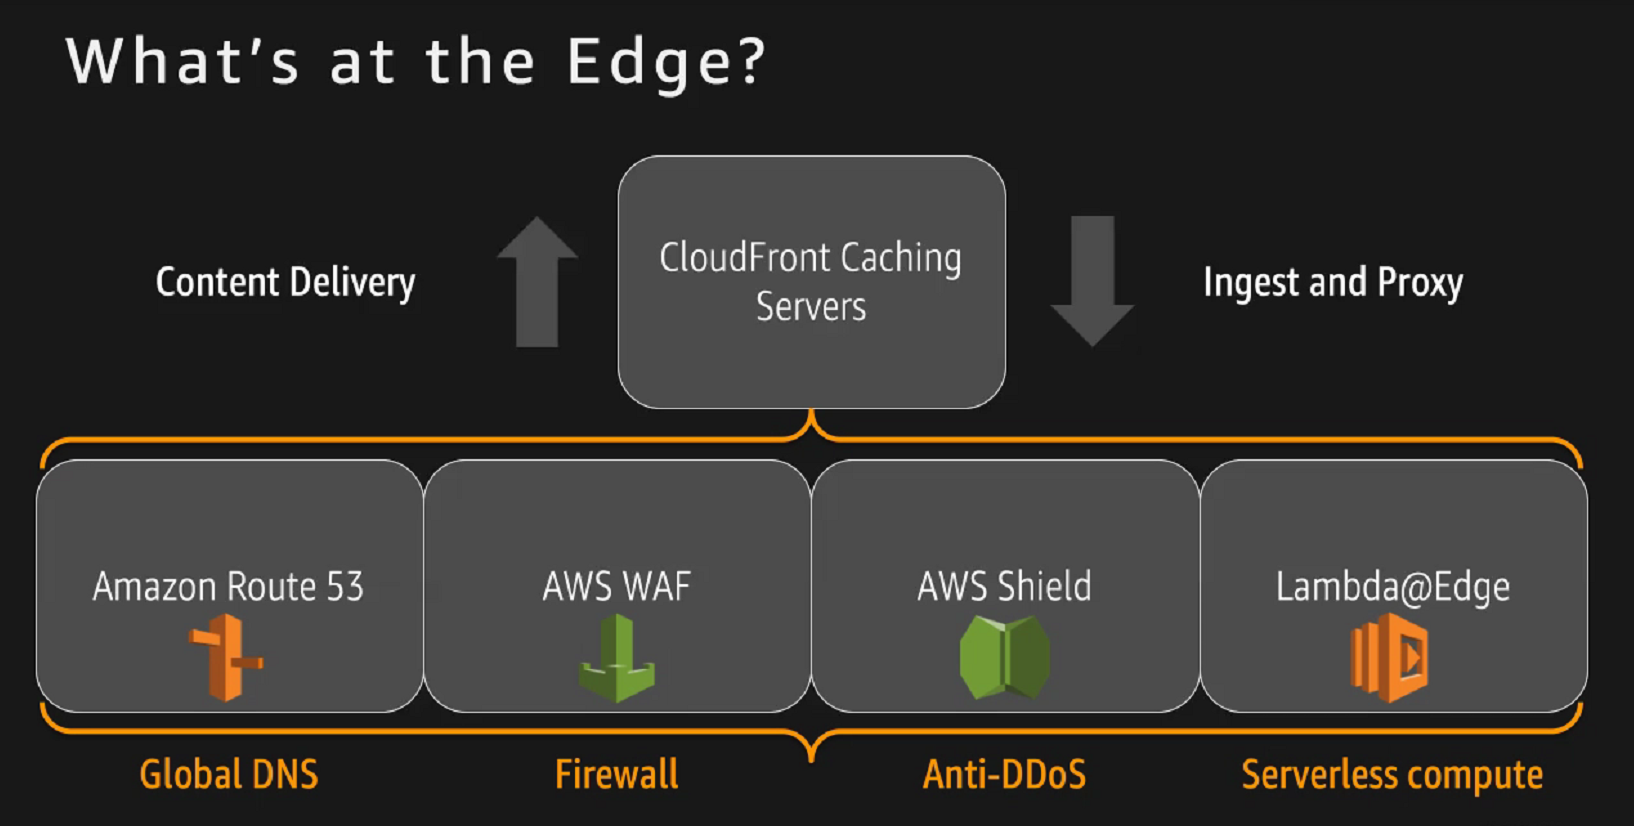 What's at the Edge?
Content Delivery
CloudFront Caching
Servers
Ingest and Proxy
Amazon Route 53
AWS WAF
AWS Shield
Lambda@Edge
Global DNS
Firewall
Anti-DDoS
Serverless compute